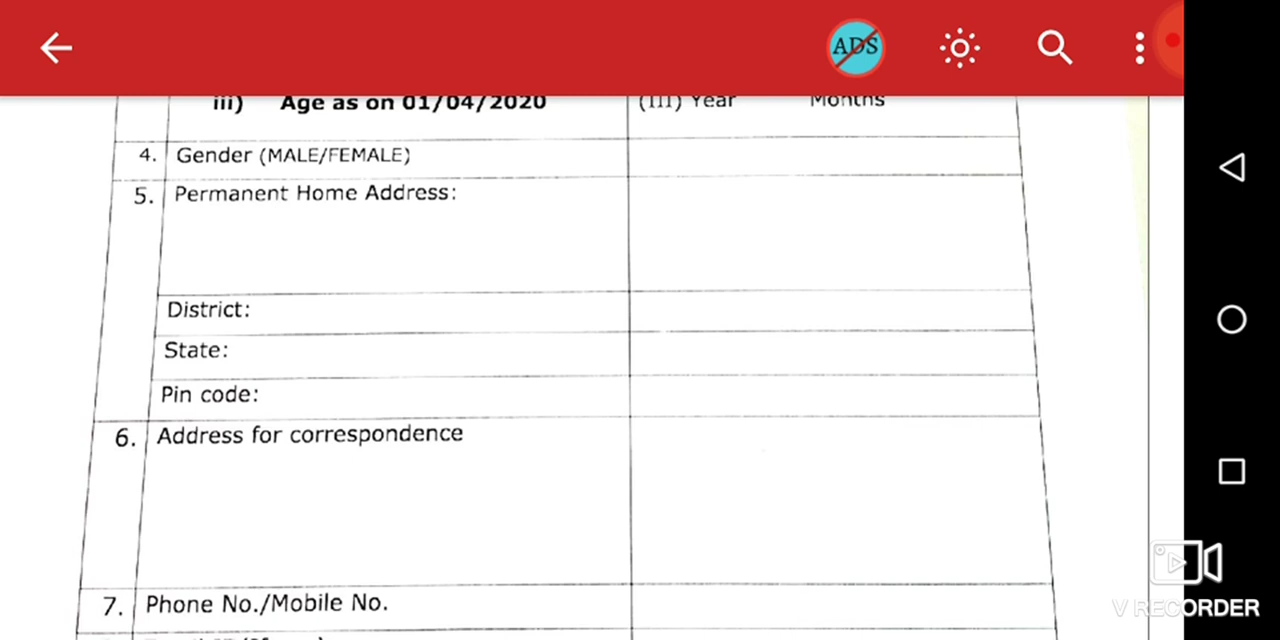 ADS
iii) Age as on 01/04/2020 (III) Year Months
4. Gender (MALE/FEMALE)
5. Permanent Home Address:
District:
State:
Pin code:
6. Address for correspondence
7. Phone No./Mobile No.
V RECORDER